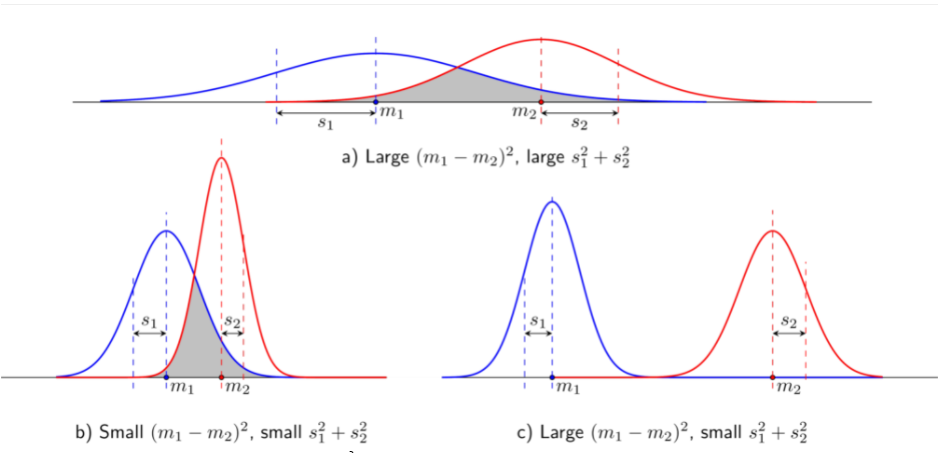 m₁ m₂
s₁ s₂
a) Large (m₁ − m₂)², large s₁² + s₂²
s₁ s₂ s₁ s₂
m₁ m₂ m₁ m₂
b) Small (m₁ − m₂)², small s₁² + s₂² c) Large (m₁ − m₂)², small s₁² + s₂²